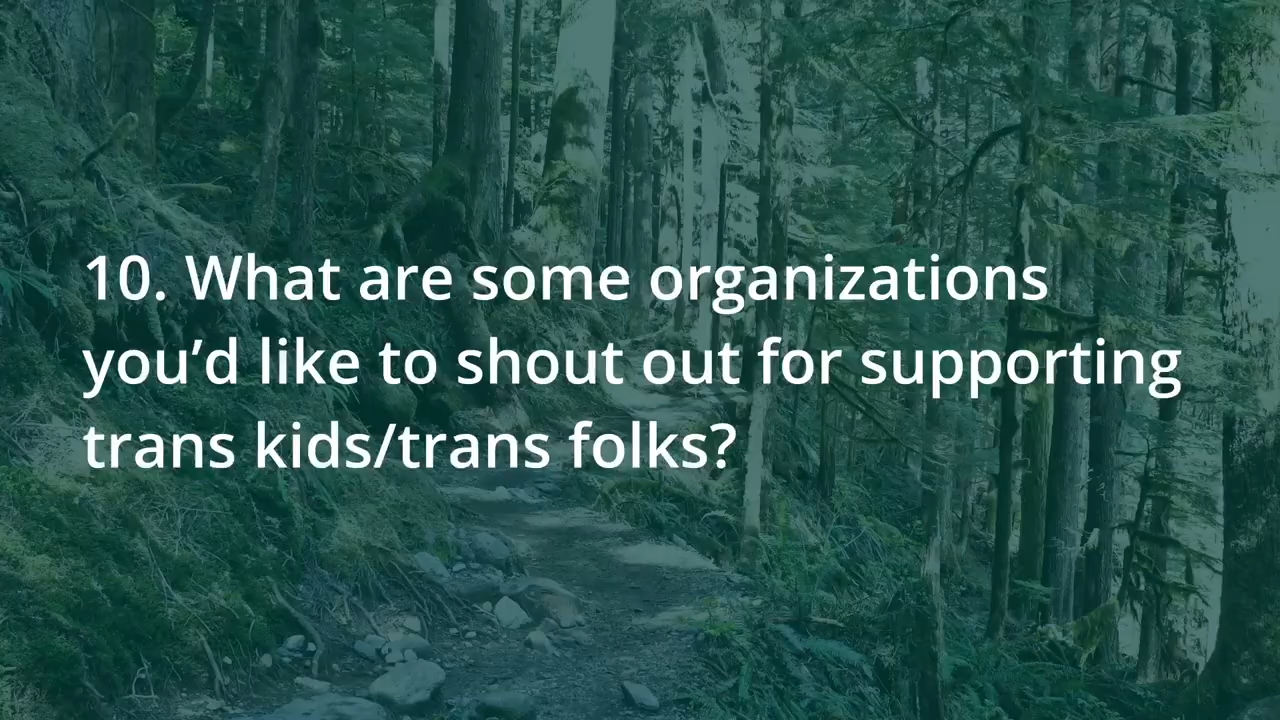 10. What are some organizations
you’d like to shout out for supporting
trans kids/trans folks?